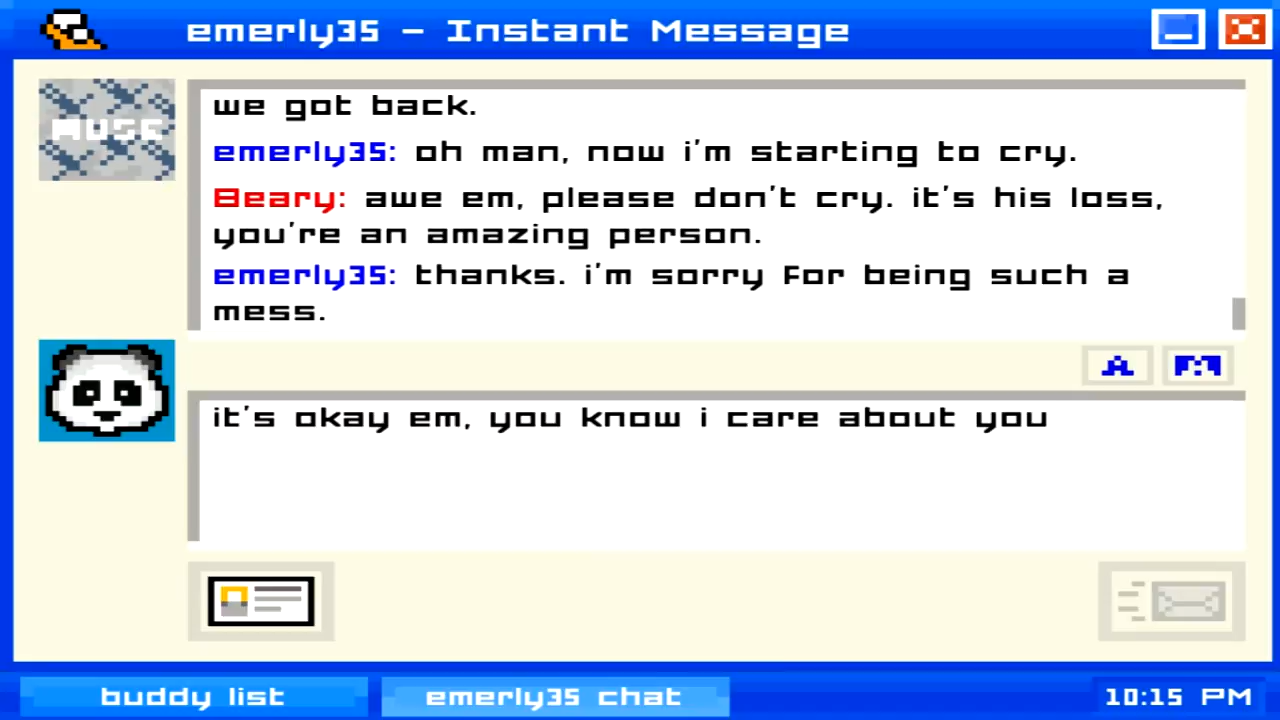 emerly35 - Instant Message
MUSE
we got back.
emerly35: oh man, now i'm starting to cry.
Beary: awe em, please don't cry. it's his loss,
you're an amazing person.
emerly35: thanks. i'm sorry for being such a
mess.
A
it's okay em, you know i care about you
buddy list
emerly35 chat
10:15 PM